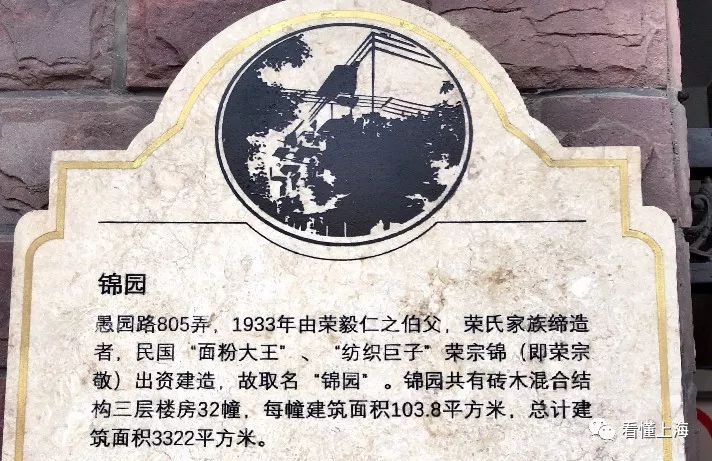 锦园
愚园路805弄，1933年由荣毅仁之伯父，荣氏家族缔造
者，民国“面粉大王”、“纺织巨子”荣宗锦（即荣宗
敬）出资建造，故取名“锦园”。锦园共有砖木混合结
构三层楼房32幢，每幢建筑面积103.8平方米，总计建
筑面积3322平方米。
看懂上海